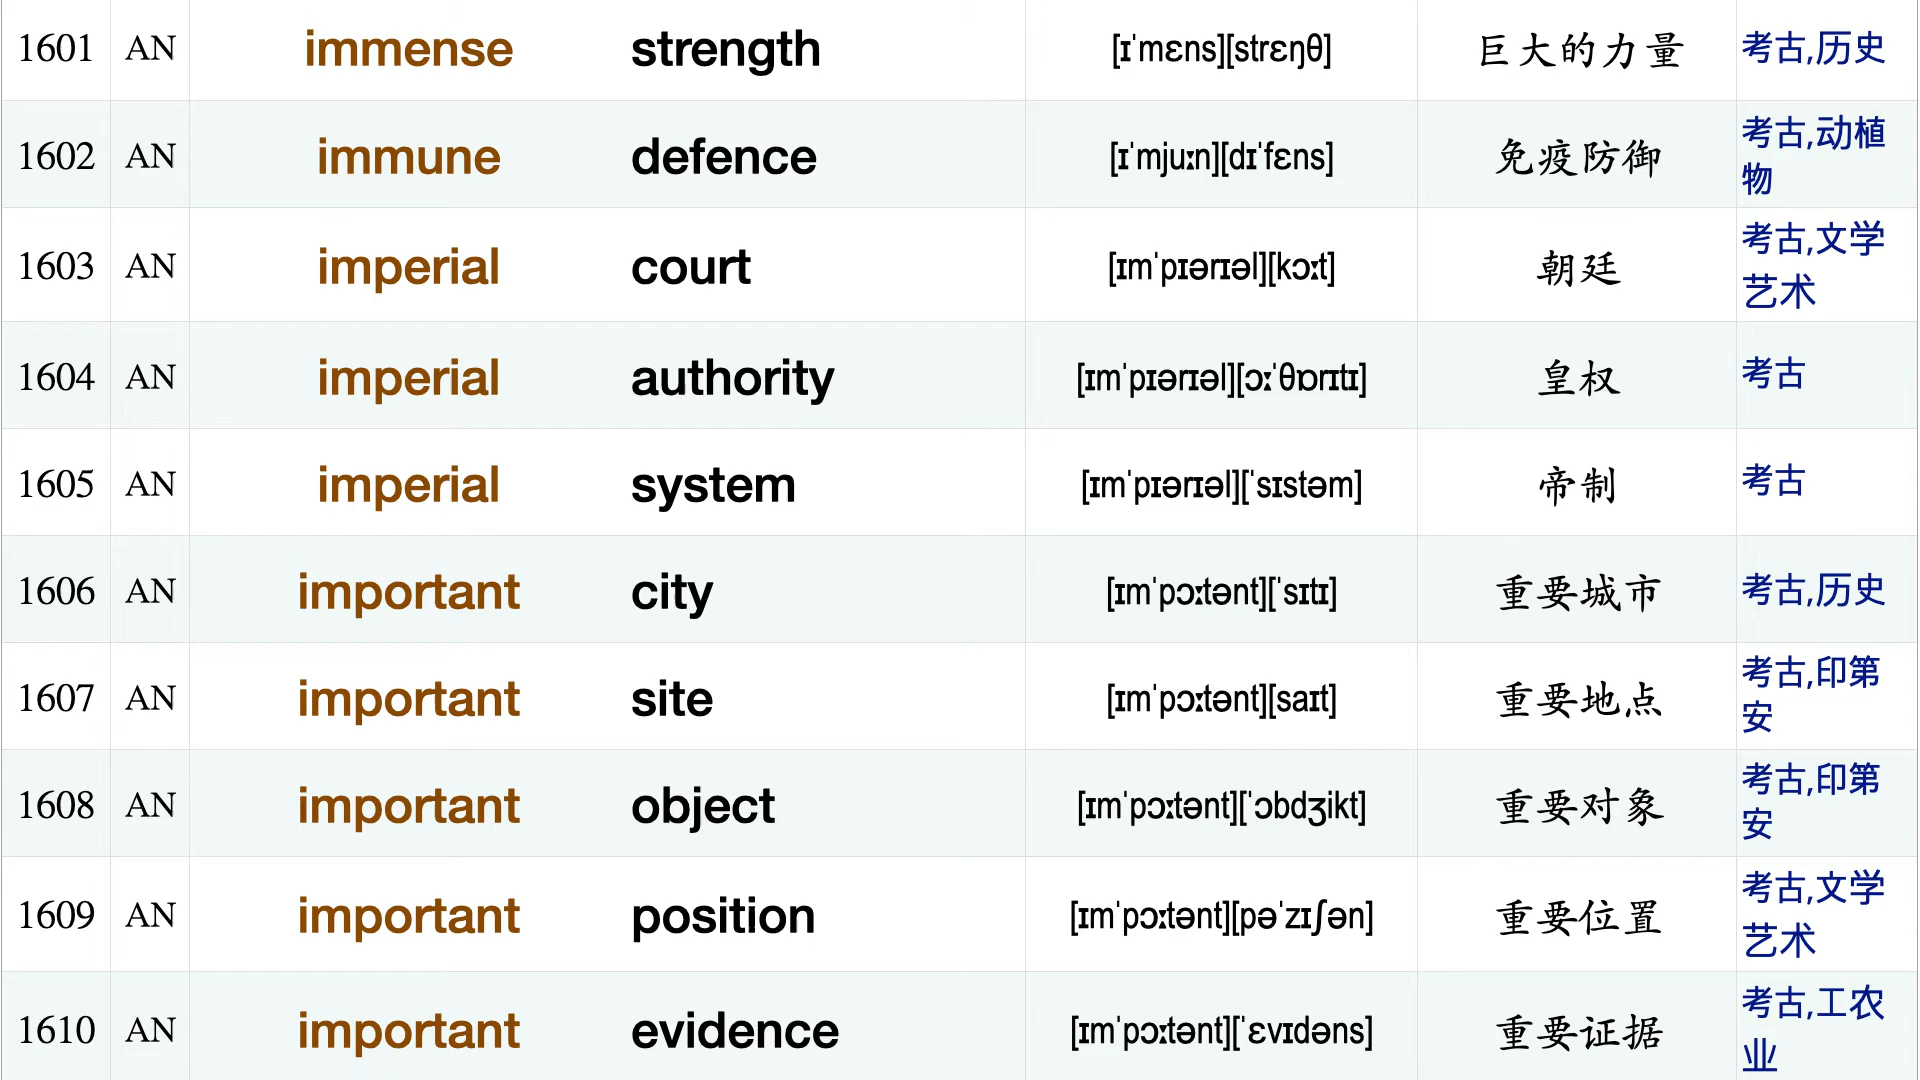 1601 AN immense strength [ɪˈmɛns][strɛŋθ] 巨大的力量 考古,历史
1602 AN immune defence [ɪˈmjuːn][dɪˈfɛns] 免疫防御 考古,动植
物
1603 AN imperial court [ɪmˈpɪərɪəl][kɔːt] 朝廷 考古,文学
艺术
1604 AN imperial authority [ɪmˈpɪərɪəl][ɔːˈθɒrɪtɪ] 皇权 考古
1605 AN imperial system [ɪmˈpɪərɪəl][ˈsɪstəm] 帝制 考古
1606 AN important city [ɪmˈpɔːtənt][ˈsɪtɪ] 重要城市 考古,历史
1607 AN important site [ɪmˈpɔːtənt][saɪt] 重要地点 考古,印第
安
1608 AN important object [ɪmˈpɔːtənt][ˈɔbdʒikt] 重要对象 考古,印第
安
1609 AN important position [ɪmˈpɔːtənt][pəˈzɪʃən] 重要位置 考古,文学
艺术
1610 AN important evidence [ɪmˈpɔːtənt][ˈɛvɪdəns] 重要证据 考古,工农
业